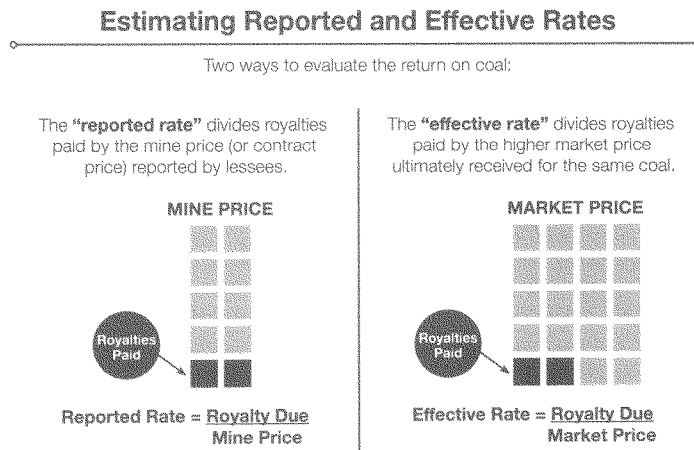 Estimating Reported and Effective Rates
Two ways to evaluate the return on coal:
The “reported rate” divides royalties
paid by the mine price (or contract
price) reported by lessees.
MINE PRICE
Royalties
Paid
Reported Rate = Royalty Due
Mine Price
The “effective rate” divides royalties
paid by the higher market price
ultimately received for the same coal.
MARKET PRICE
Royalties
Paid
Effective Rate = Royalty Due
Market Price